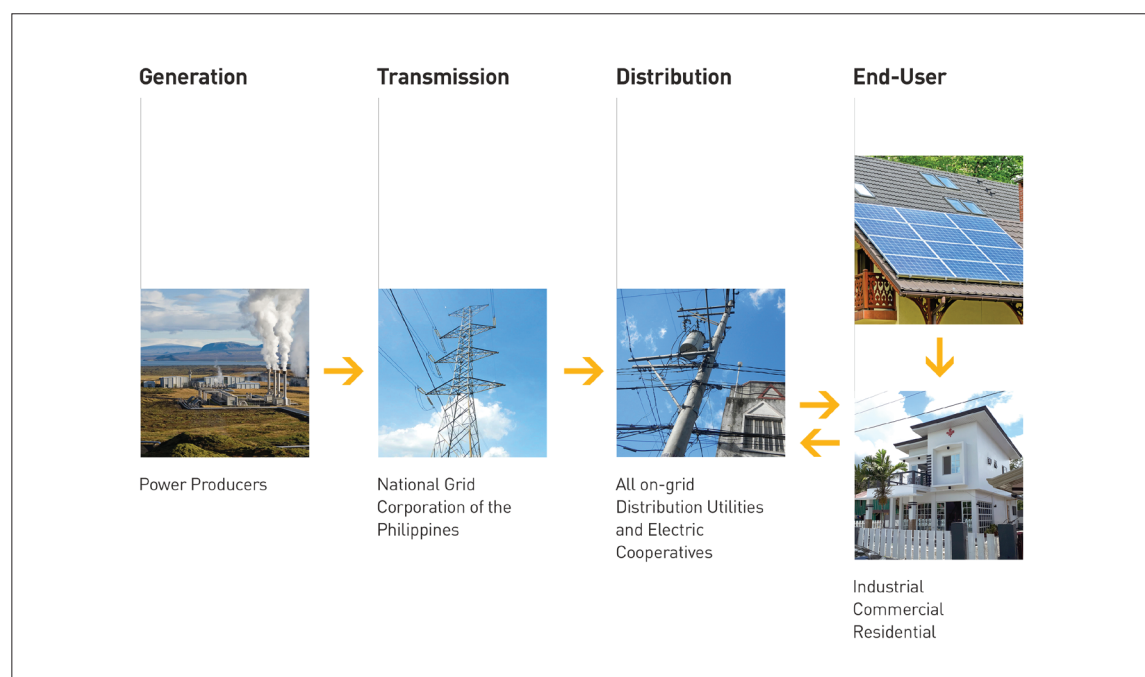 Generation
Power Producers
Transmission
National Grid
Corporation of the
Philippines
Distribution
All on-grid
Distribution Utilities
and Electric
Cooperatives
End-User
Industrial
Commercial
Residential